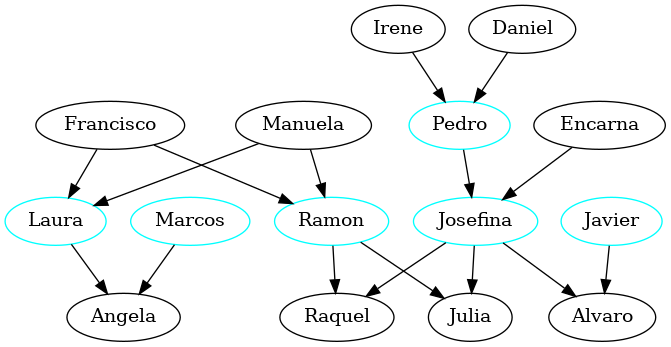 Irene
Daniel
Francisco
Manuela
Pedro
Encarna
Laura
Marcos
Ramon
Josefina
Javier
Angela
Raquel
Julia
Alvaro